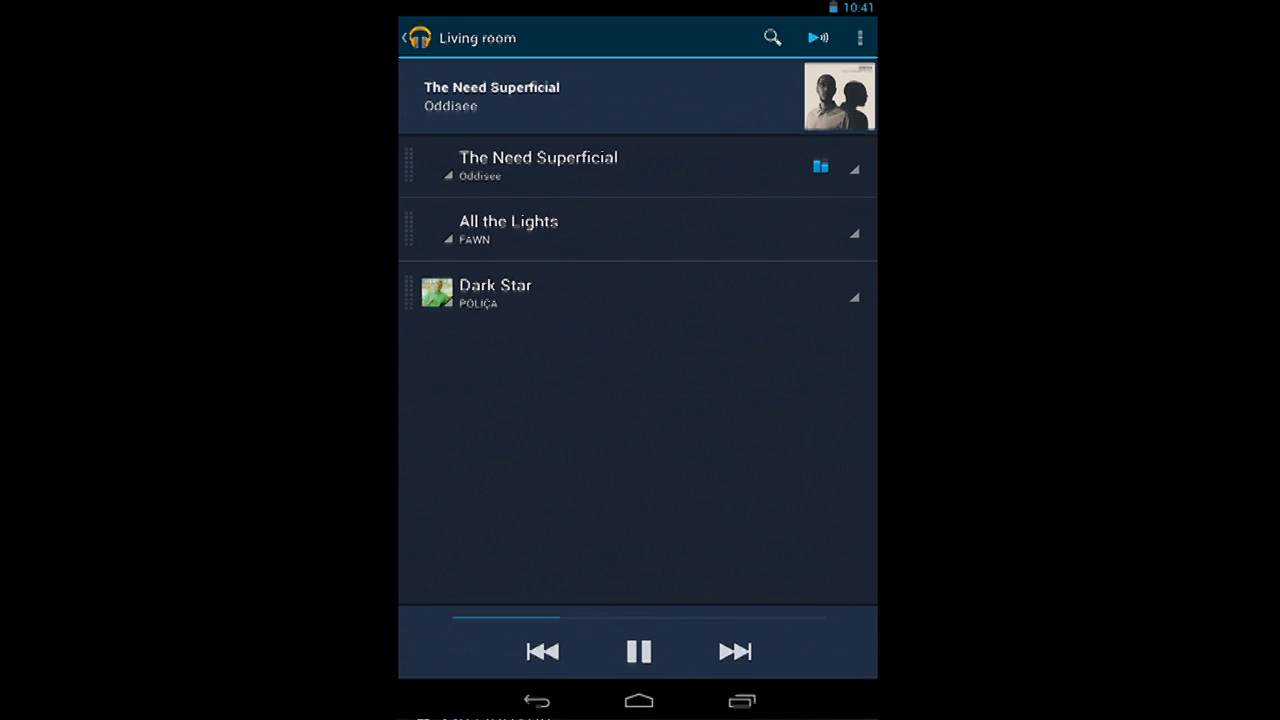 10:41
Living room
The Need Superficial
Oddisee
The Need Superficial
Oddisee
All the Lights
FAWN
Dark Star
POLIÇA